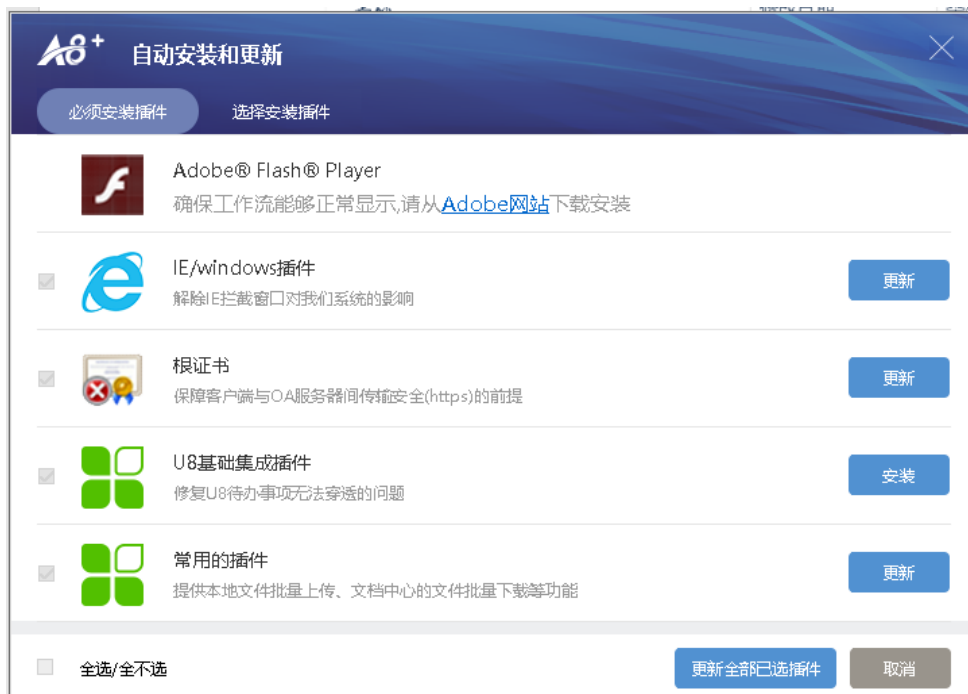 A8+ 自动安装和更新
必须安装插件 选择安装插件
Adobe® Flash® Player
确保工作流能够正常显示,请从Adobe网站下载安装
IE/windows插件
解除IE拦截窗口对我们系统的影响
更新
根证书
保障客户端与OA服务器间传输安全(https)的前提
更新
U8基础集成插件
修复U8待办事项无法穿透的问题
安装
常用的插件
提供本地文件批量上传、文档中心的文件批量下载等功能
更新
全选/全不选 更新全部已选插件 取消